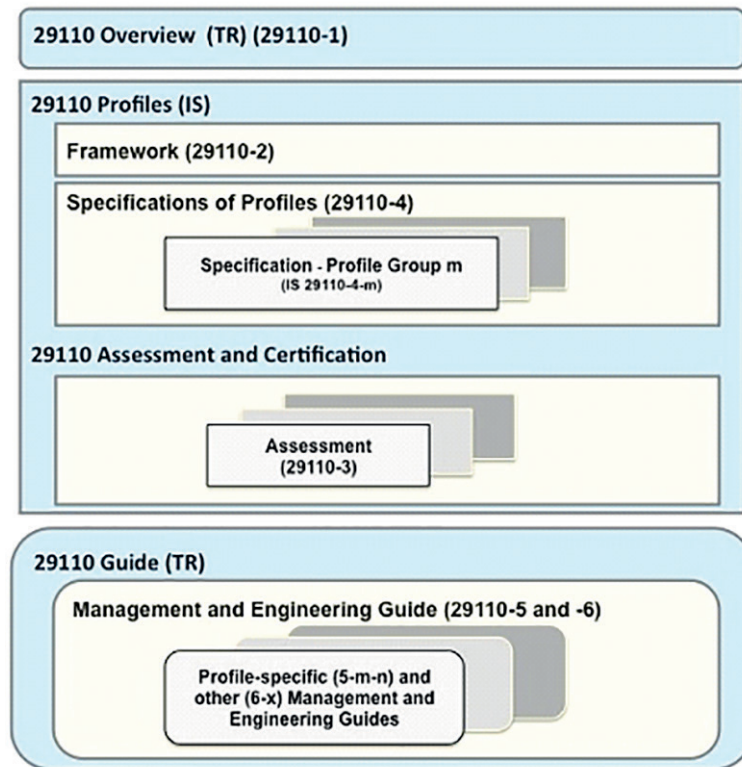 29110 Overview (TR) (29110-1)
29110 Profiles (IS)
Framework (29110-2)
Specifications of Profiles (29110-4)
Specification - Profile Group m
(IS 29110-4-m)
29110 Assessment and Certification
Assessment
(29110-3)
29110 Guide (TR)
Management and Engineering Guide (29110-5 and -6)
Profile-specific (5-m-n) and
other (6-x) Management and
Engineering Guides